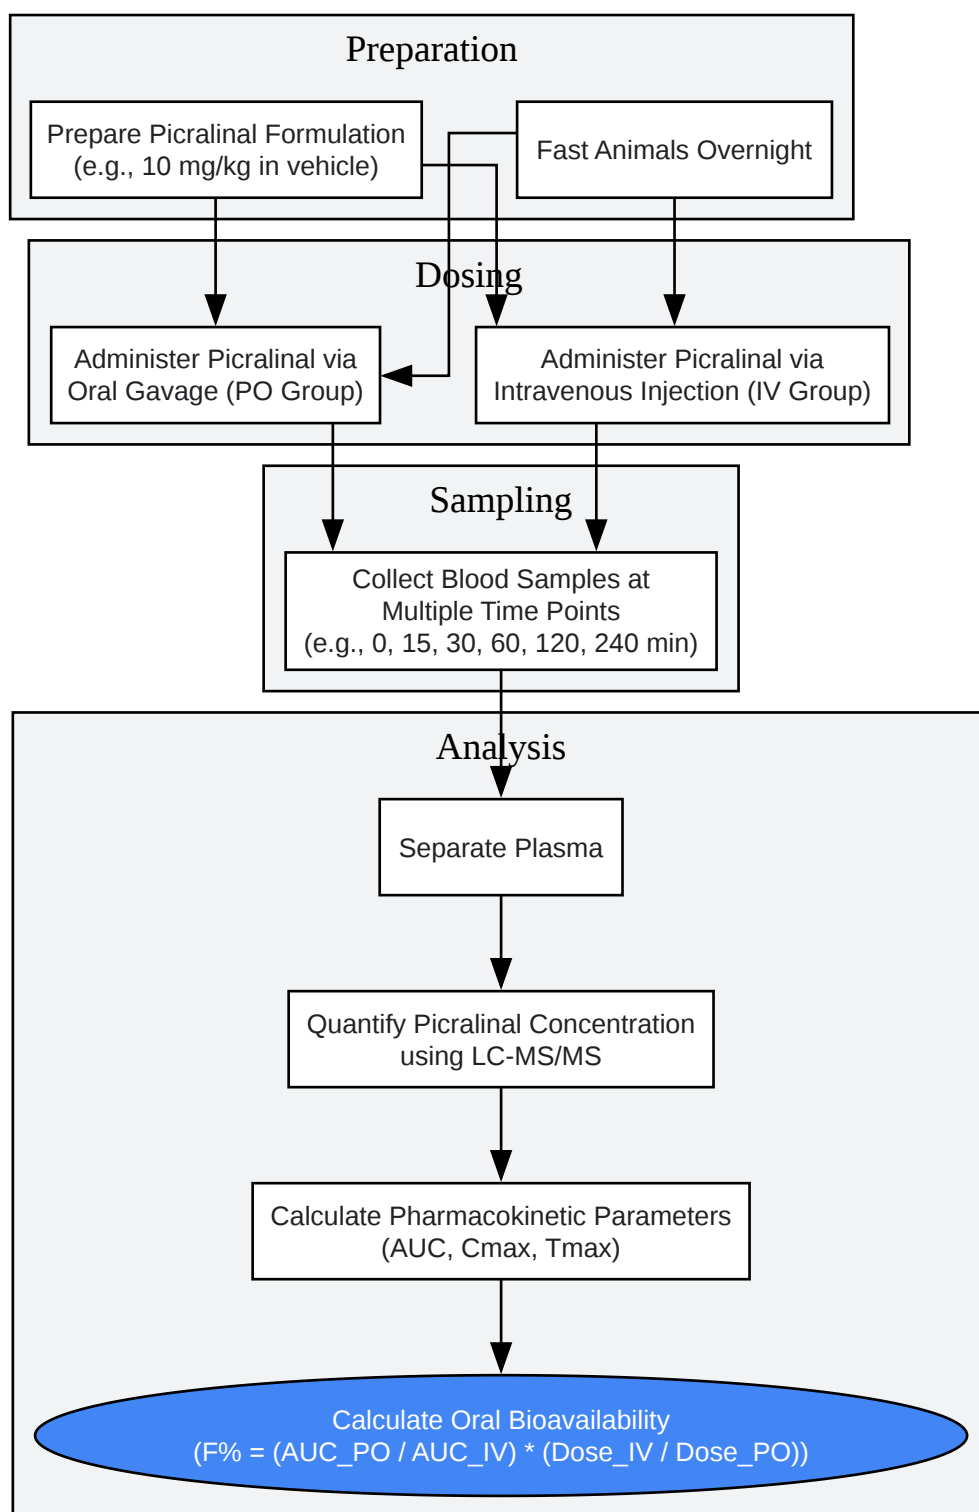 Preparation
Prepare Picralinal Formulation
(e.g., 10 mg/kg in vehicle)
Fast Animals Overnight
Dosing
Administer Picralinal via
Oral Gavage (PO Group)
Administer Picralinal via
Intravenous Injection (IV Group)
Sampling
Collect Blood Samples at
Multiple Time Points
(e.g., 0, 15, 30, 60, 120, 240 min)
Analysis
Separate Plasma
Quantify Picralinal Concentration
using LC-MS/MS
Calculate Pharmacokinetic Parameters
(AUC, Cmax, Tmax)
Calculate Oral Bioavailability
(F% = (AUC_PO / AUC_IV) * (Dose_IV / Dose_PO))